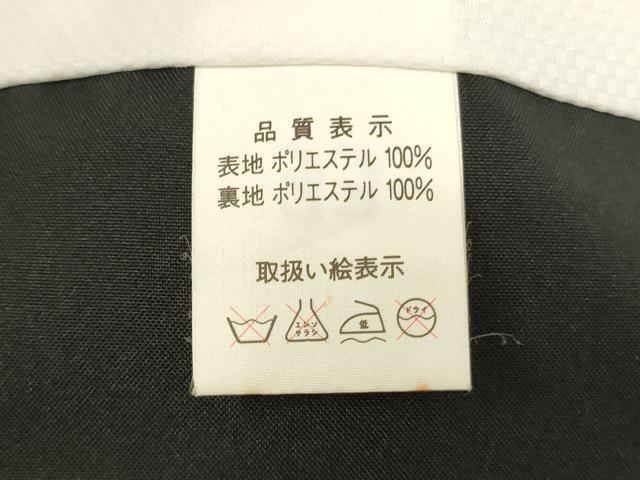 品質表示
表地 ポリエステル 100%
裏地 ポリエステル 100%
取扱い絵表示
エンソ
サラシ
低
ドライ